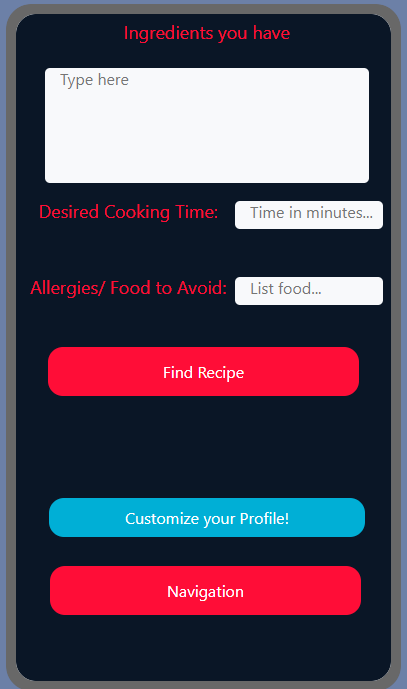 Ingredients you have
Type here
Desired Cooking Time:
Time in minutes...
Allergies/ Food to Avoid:
List food...
Find Recipe
Customize your Profile!
Navigation